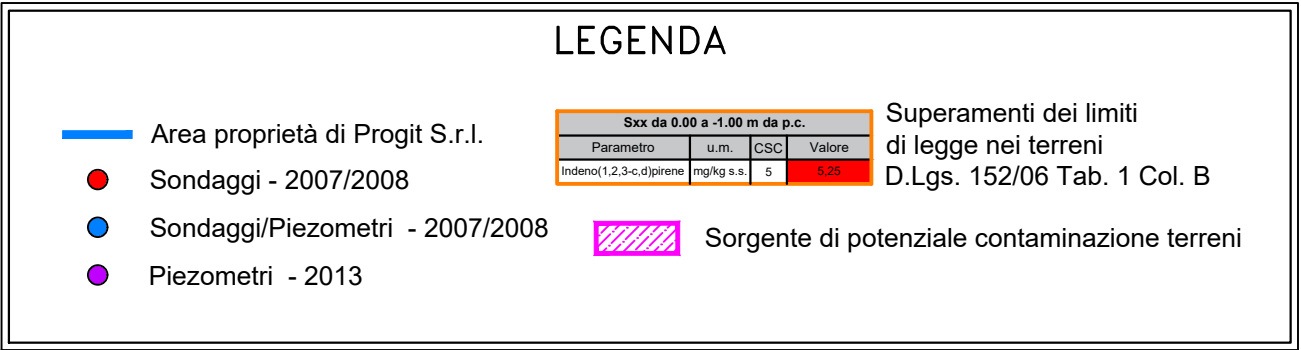 LEGENDA
Area proprietà di Progit S.r.l.
Sondaggi - 2007/2008
Sondaggi/Piezometri - 2007/2008
Piezometri - 2013
Sxx da 0.00 a -1.00 m da p.c.
Parametro u.m. CSC Valore
Indeno(1,2,3-c,d)pirene mg/kg s.s. 5 5,25
Superamenti dei limiti
di legge nei terreni
D.Lgs. 152/06 Tab. 1 Col. B
Sorgente di potenziale contaminazione terreni